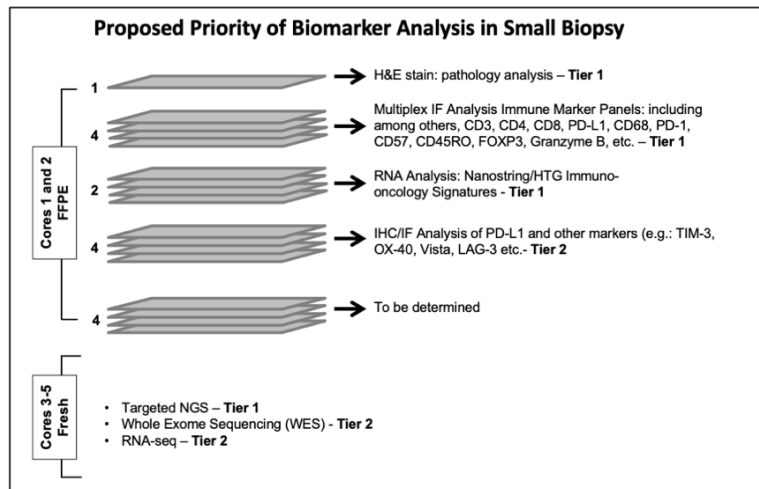 Proposed Priority of Biomarker Analysis in Small Biopsy
Cores 1 and 2
FFPE
1
H&E stain: pathology analysis – Tier 1
4
Multiplex IF Analysis Immune Marker Panels: including
among others, CD3, CD4, CD8, PD-L1, CD68, PD-1,
CD57, CD45RO, FOXP3, Granzyme B, etc. – Tier 1
2
RNA Analysis: Nanostring/HTG Immuno-
oncology Signatures - Tier 1
4
IHC/IF Analysis of PD-L1 and other markers (e.g.: TIM-3,
OX-40, Vista, LAG-3 etc.- Tier 2
4
To be determined
Cores 3-5
Fresh
• Targeted NGS – Tier 1
• Whole Exome Sequencing (WES) - Tier 2
• RNA-seq – Tier 2